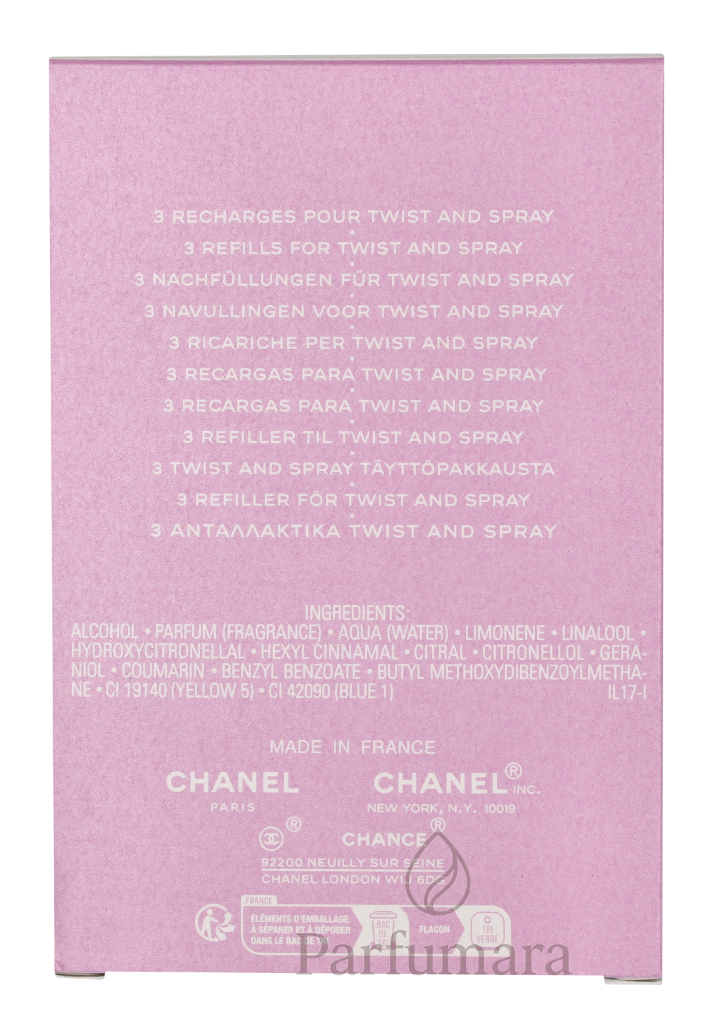 3 RECHARGES POUR TWIST AND SPRAY
•
3 REFILLS FOR TWIST AND SPRAY
•
3 NACHFÜLLUNGEN FÜR TWIST AND SPRAY
•
3 NAVULLINGEN VOOR TWIST AND SPRAY
•
3 RICARICHE PER TWIST AND SPRAY
•
3 RECARGAS PARA TWIST AND SPRAY
•
3 RECARGAS PARA TWIST AND SPRAY
•
3 REFILLER TIL TWIST AND SPRAY
•
3 TWIST AND SPRAY TÄYTTÖPAKKAUSTA
•
3 REFILLER FÖR TWIST AND SPRAY
•
3 ΑΝΤΑΛΛΑΚΤΙΚΑ TWIST AND SPRAY
INGREDIENTS:
ALCOHOL • PARFUM (FRAGRANCE) • AQUA (WATER) • LIMONENE • LINALOOL •
HYDROXYCITRONELLAL • HEXYL CINNAMAL • CITRAL • CITRONELLOL • GERA-
NIOL • COUMARIN • BENZYL BENZOATE • BUTYL METHOXYDIBENZOYLMETHA-
NE • CI 19140 (YELLOW 5) • CI 42090 (BLUE 1) IL17-I
MADE IN FRANCE
CHANEL CHANEL® INC.
PARIS NEW YORK, N.Y. 10019
® CHANCE®
92200 NEUILLY SUR SEINE
CHANEL LONDON W1J 6DG
FRANCE
ÉLÉMENTS D'EMBALLAGE
À SÉPARER ET À DÉPOSER
DANS LE BAC DE TRI
BAC
DE
TRI
FLACON
TRI
VERRE
Parfumara